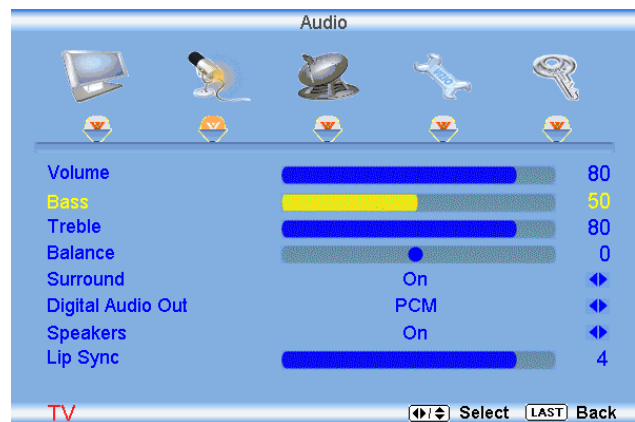 Audio
Volume 80
Bass 50
Treble 80
Balance 0
Surround On
Digital Audio Out PCM
Speakers On
Lip Sync 4
TV Select LAST Back